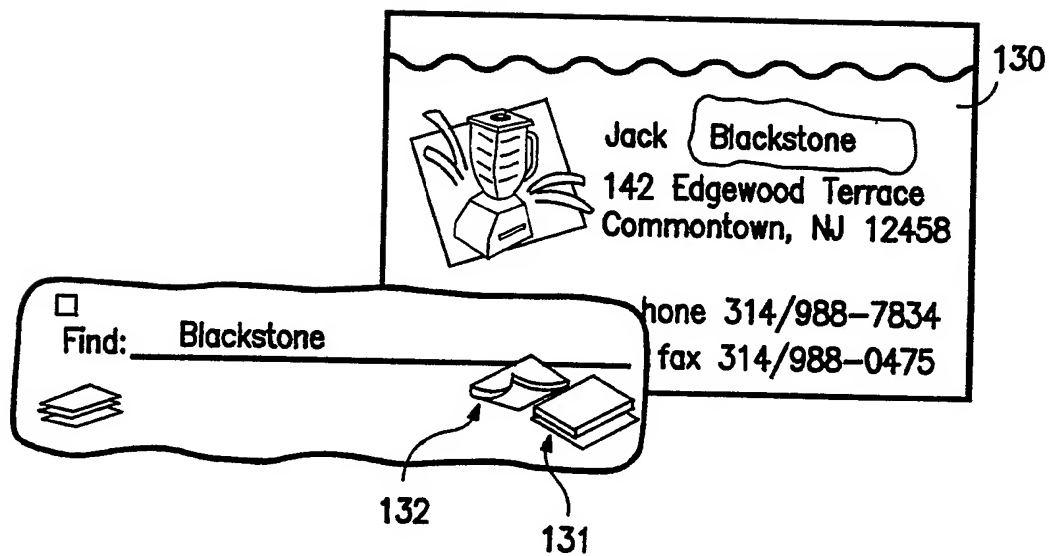 130
Jack Blackstone
142 Edgewood Terrace
Commontown, NJ 12458
hone 314/988-7834
fax 314/988-0475
Find: Blackstone
132
131